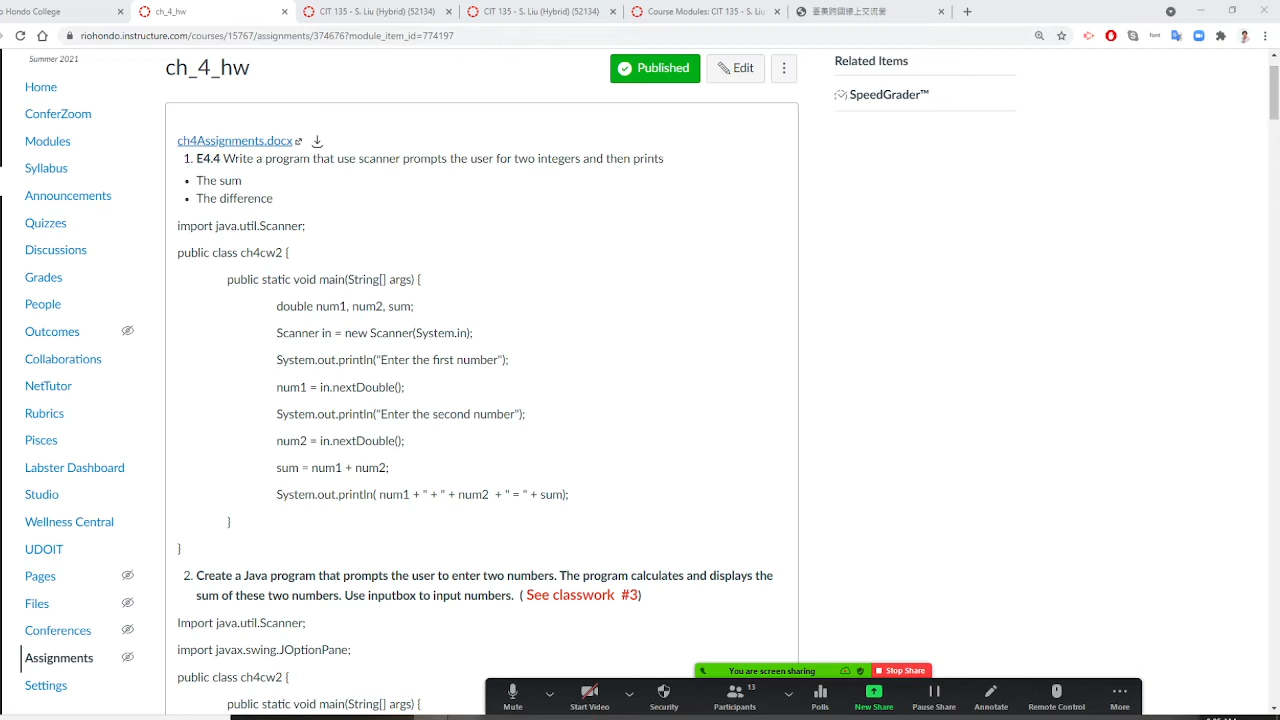 o Hondo College
ch_4_hw
CIT 135 - S. Liu (Hybrid) (52134)
CIT 135 - S. Liu (Hybrid) (52134)
Course Modules: CIT 135 - S. Liu
臺美跨國線上交流營
riohondo.instructure.com/courses/15767/assignments/374676?module_item_id=774197
Summer 2021
Home
ConferZoom
Modules
Syllabus
Announcements
Quizzes
Discussions
Grades
People
Outcomes
Collaborations
NetTutor
Rubrics
Pisces
Labster Dashboard
Studio
Wellness Central
UDOIT
Pages
Files
Conferences
Assignments
Settings
ch_4_hw
Published
Edit
Related Items
SpeedGrader™
ch4Assignments.docx
1. E4.4 Write a program that use scanner prompts the user for two integers and then prints
• The sum
• The difference
import java.util.Scanner;
public class ch4cw2 {
public static void main(String[] args) {
double num1, num2, sum;
Scanner in = new Scanner(System.in);
System.out.println("Enter the first number");
num1 = in.nextDouble();
System.out.println("Enter the second number");
num2 = in.nextDouble();
sum = num1 + num2;
System.out.println( num1 + " + " + num2 + " = " + sum);
}
}
2. Create a Java program that prompts the user to enter two numbers. The program calculates and displays the
sum of these two numbers. Use inputbox to input numbers. ( See classwork #3)
Import java.util.Scanner;
import javax.swing.JOptionPane;
public class ch4cw2 {
public static void main(String[] args) {
You are screen sharing
Stop Share
Mute
Start Video
Security
Participants
13
Polls
New Share
Pause Share
Annotate
Remote Control
More